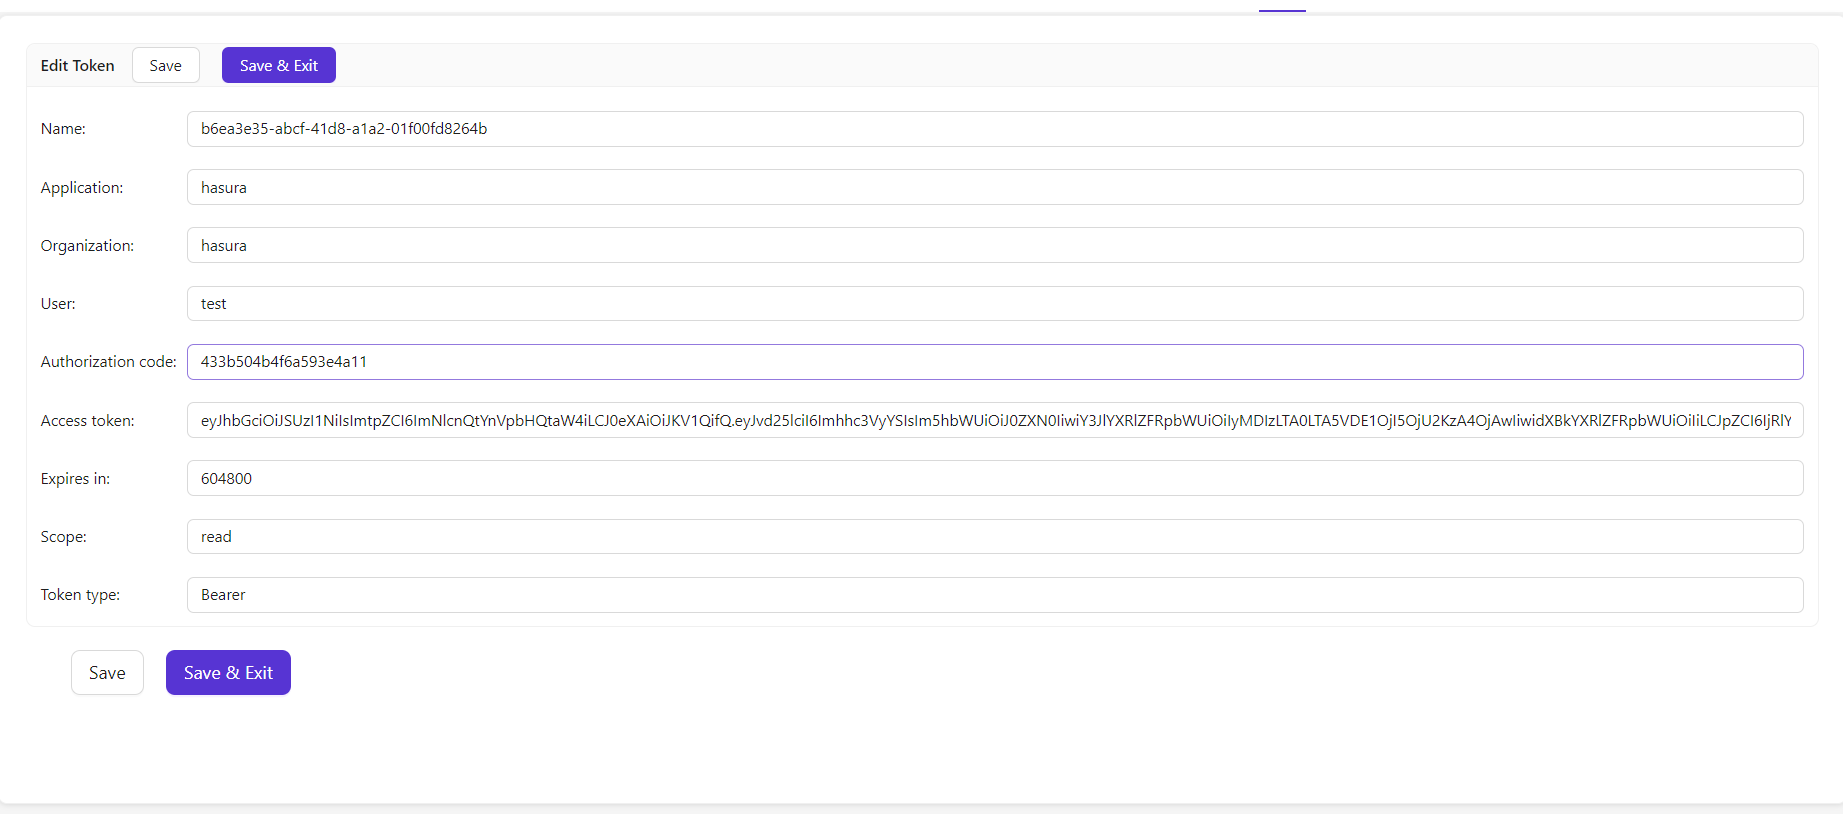 Edit Token Save Save & Exit
Name: b6ea3e35-abcf-41d8-a1a2-01f00fd8264b
Application: hasura
Organization: hasura
User: test
Authorization code: 433b504b4f6a593e4a11
Access token: eyJhbGciOiJSUzI1NiIsImtpZCI6ImNlcnQtYnVpbHQtaW4iLCJ0eXAiOiJKV1QifQ.eyJvd25lciI6Imhhc3VyYSIsIm5hbWUiOiJ0ZXN0IiwiY3JlYXRlZFRpbWUiOiIyMDIzLTA0LTA5VDE1OjI5OjU2KzA4OjAwIiwidXBkYXRlZFRpbWUiOiIiLCJpZCI6IjRlY
Expires in: 604800
Scope: read
Token type: Bearer
Save Save & Exit